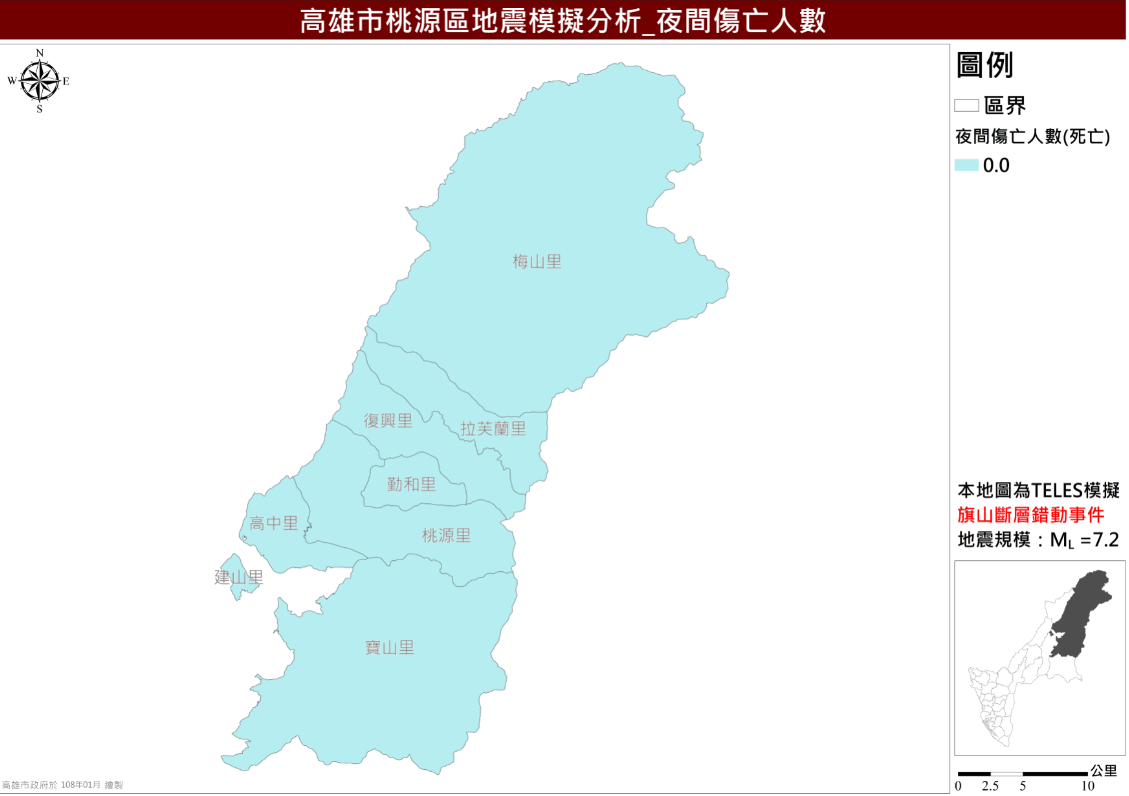 高雄市桃源區地震模擬分析_夜間傷亡人數
N
W
E
S
圖例
區界
夜間傷亡人數(死亡)
0.0
梅山里
復興里
拉芙蘭里
勤和里
高中里
桃源里
建山里
寶山里
本地圖為TELES模擬
旗山斷層錯動事件
地震規模：ML =7.2
公里
0 2.5 5 10
高雄市政府於 108年01月 繪製